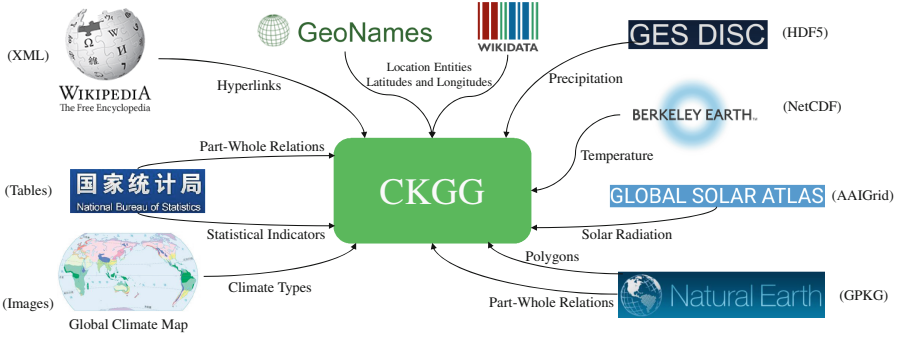 (XML)
WIKIPEDIA
The Free Encyclopedia
Hyperlinks
GeoNames
WIKIDATA
Location Entities
Latitudes and Longitudes
GES DISC
(HDF5)
Precipitation
BERKELEY EARTH
(NetCDF)
Temperature
Part-Whole Relations
(Tables)
国家统计局
National Bureau of Statistics
Statistical Indicators
CKGG
GLOBAL SOLAR ATLAS
(AAIGrid)
Solar Radiation
Polygons
Climate Types
(Images)
Global Climate Map
Part-Whole Relations
Natural Earth
(GPKG)